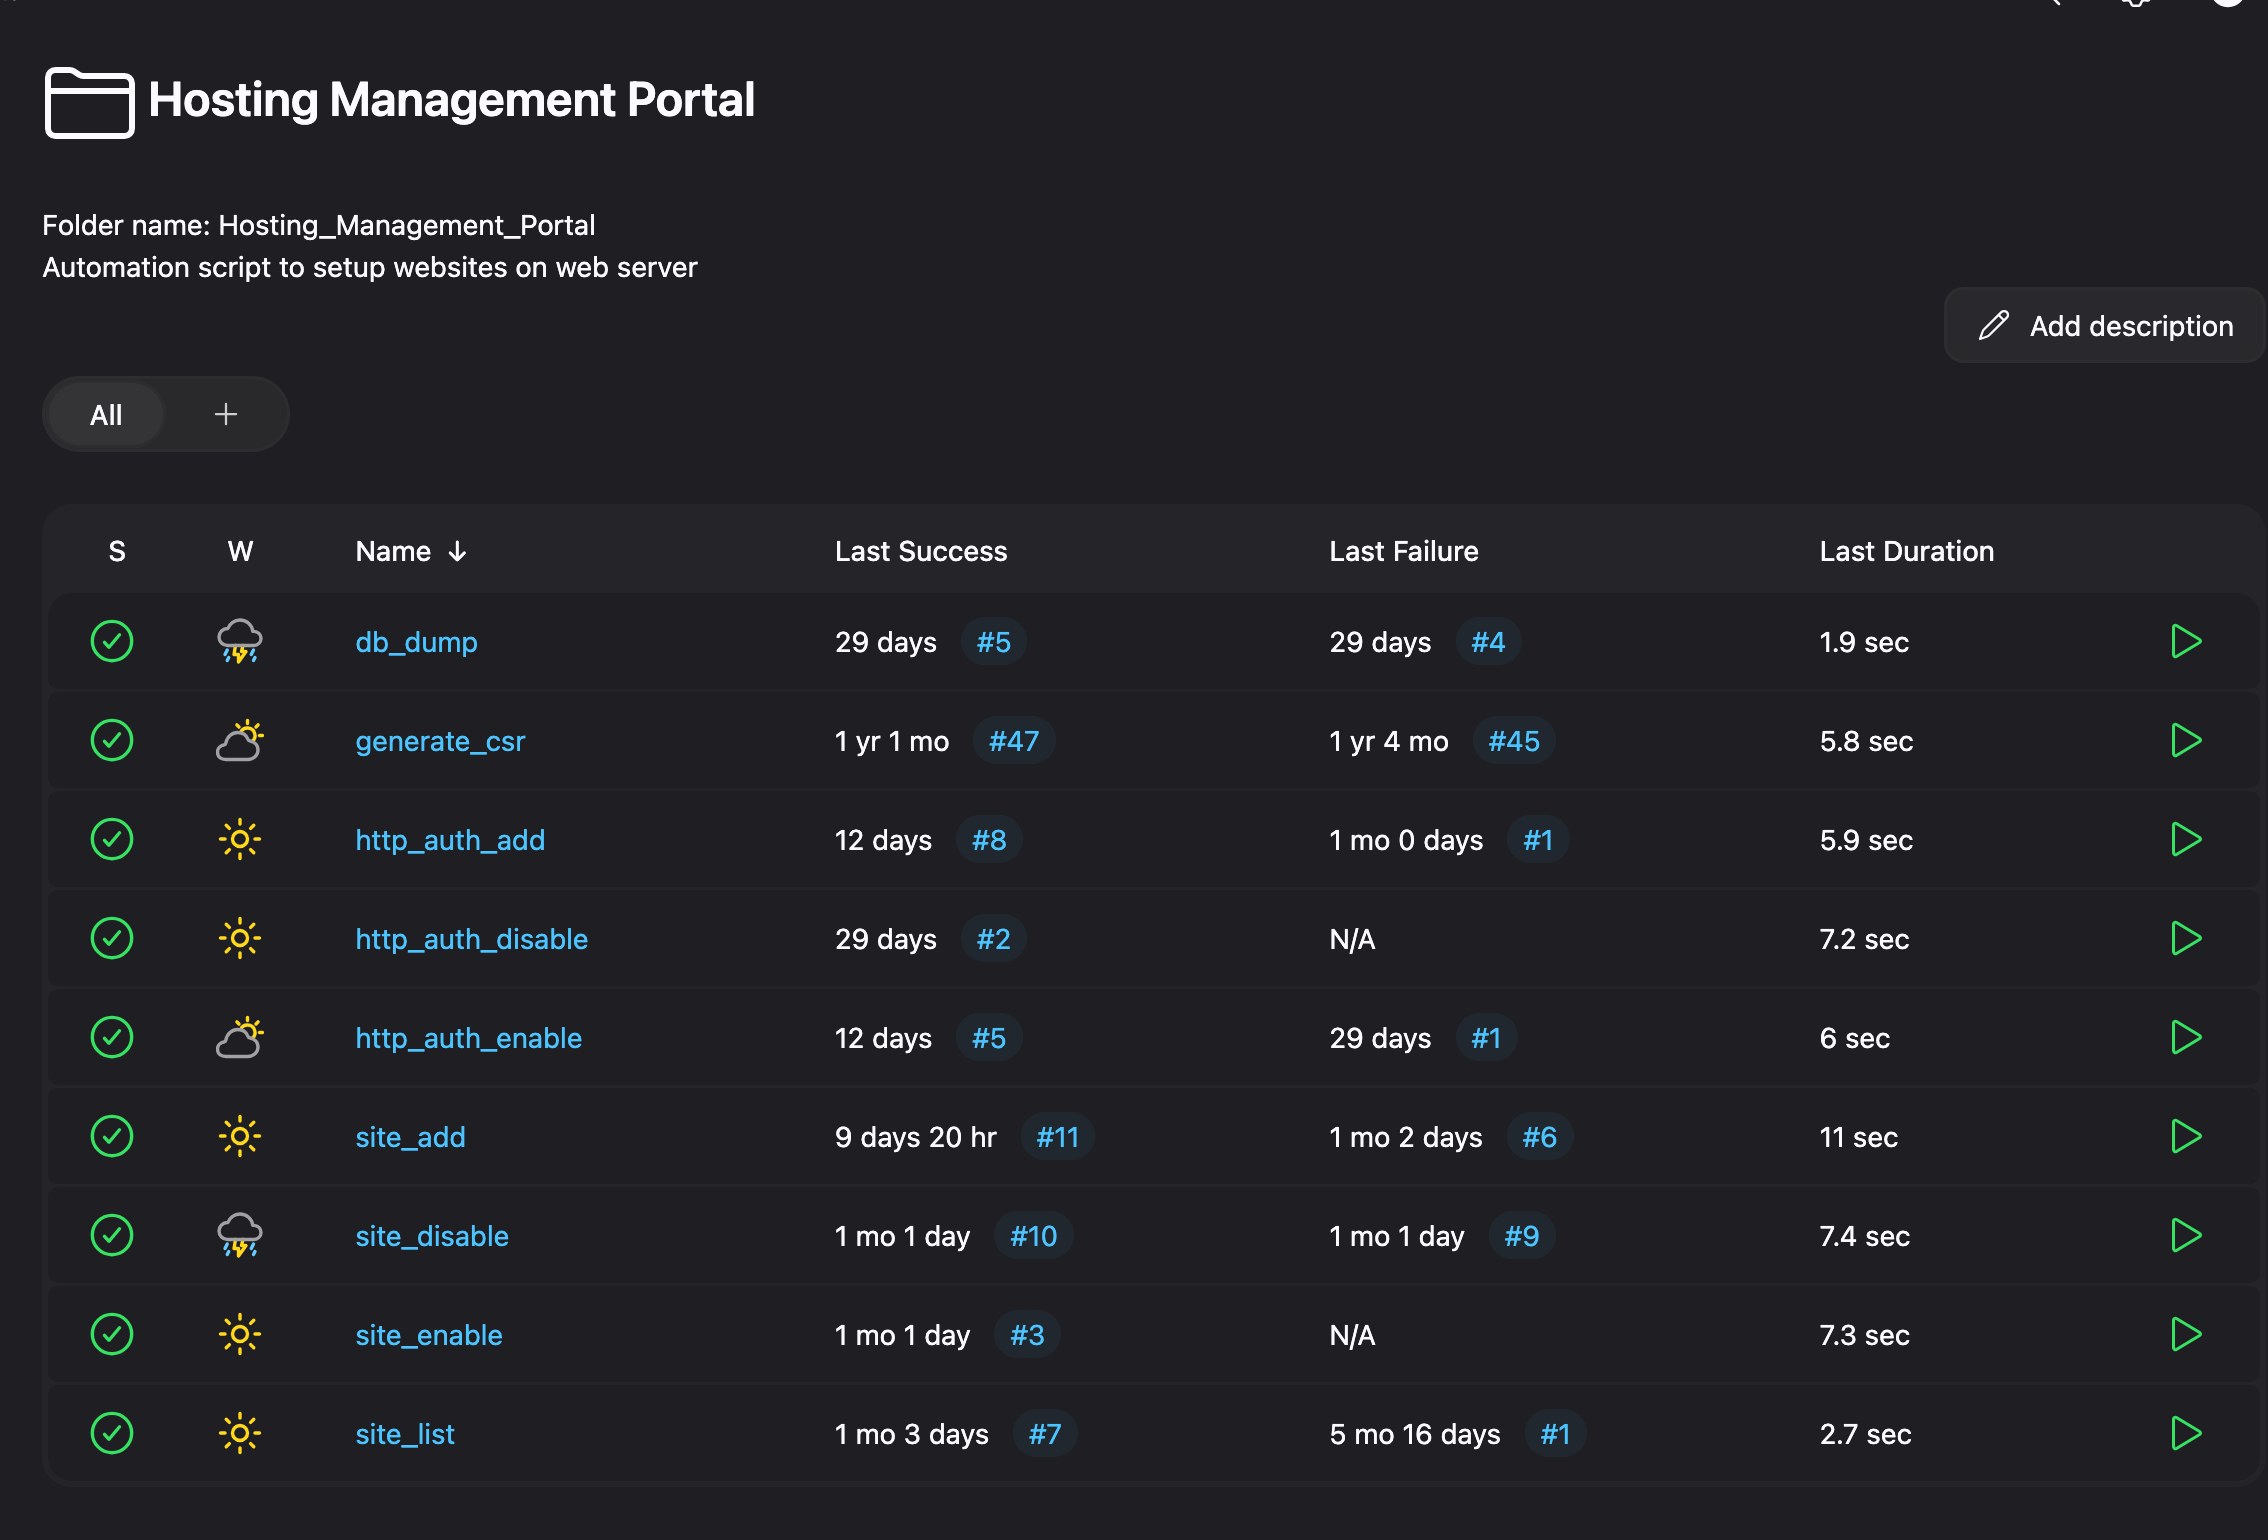 Hosting Management Portal
Folder name: Hosting_Management_Portal
Automation script to setup websites on web server
Add description
All +
S W Name ↓ Last Success Last Failure Last Duration
db_dump 29 days #5 29 days #4 1.9 sec
generate_csr 1 yr 1 mo #47 1 yr 4 mo #45 5.8 sec
http_auth_add 12 days #8 1 mo 0 days #1 5.9 sec
http_auth_disable 29 days #2 N/A 7.2 sec
http_auth_enable 12 days #5 29 days #1 6 sec
site_add 9 days 20 hr #11 1 mo 2 days #6 11 sec
site_disable 1 mo 1 day #10 1 mo 1 day #9 7.4 sec
site_enable 1 mo 1 day #3 N/A 7.3 sec
site_list 1 mo 3 days #7 5 mo 16 days #1 2.7 sec